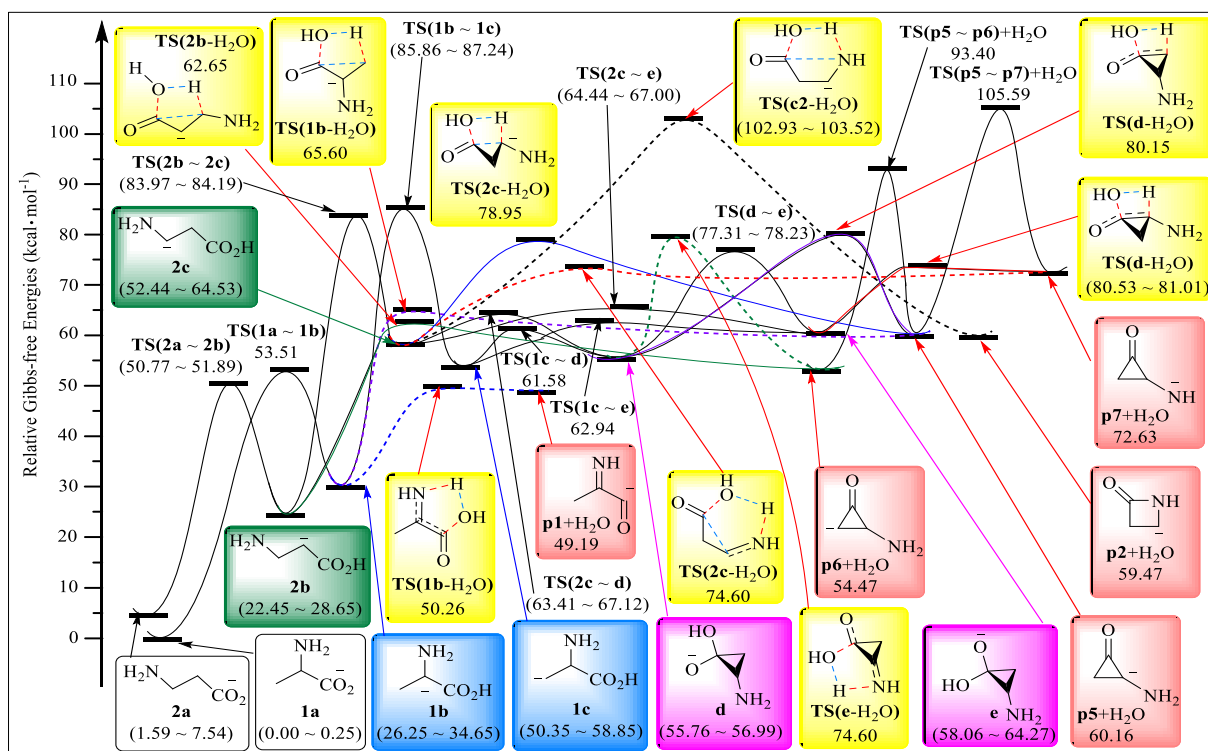 Relative Gibbs-free Energies (kcal·mol⁻¹)
110
100
90
80
70
60
50
40
30
20
10
0
TS(2b-H₂O)
62.65
H
O
H
O
NH₂
HO
H
O
NH₂
TS(1b-H₂O)
65.60
TS(1b ~ 1c)
(85.86 ~ 87.24)
HO
H
O
NH₂
TS(2c-H₂O)
78.95
TS(2c ~ e)
(64.44 ~ 67.00)
HO
H
O
NH
TS(c2-H₂O)
(102.93 ~ 103.52)
TS(p5 ~ p6)+H₂O
93.40
TS(p5 ~ p7)+H₂O
105.59
HO
H
O
NH₂
TS(d-H₂O)
80.15
TS(2b ~ 2c)
(83.97 ~ 84.19)
H₂N
CO₂H
2c
(52.44 ~ 64.53)
TS(d ~ e)
(77.31 ~ 78.23)
HO
H
O
NH₂
TS(d-H₂O)
(80.53 ~ 81.01)
TS(2a ~ 2b)
(50.77 ~ 51.89)
TS(1a ~ 1b)
53.51
TS(1c ~ d)
61.58
TS(1c ~ e)
62.94
O
NH
p7+H₂O
72.63
H₂N
CO₂H
2b
(22.45 ~ 28.65)
HN
H
OH
O
TS(1b-H₂O)
50.26
NH
p1+H₂O
O
49.19
TS(2c ~ d)
(63.41 ~ 67.12)
H
O
O
H
NH
TS(2c-H₂O)
74.60
O
NH₂
p6+H₂O
54.47
O
NH
p2+H₂O
59.47
H₂N
CO₂
2a
(1.59 ~ 7.54)
NH₂
CO₂
1a
(0.00 ~ 0.25)
NH₂
CO₂H
1b
(26.25 ~ 34.65)
NH₂
CO₂H
1c
(50.35 ~ 58.85)
HO
O
NH₂
d
(55.76 ~ 56.99)
O
HO
H
NH
TS(e-H₂O)
74.60
O
HO
NH₂
e
(58.06 ~ 64.27)
O
NH₂
p5+H₂O
60.16